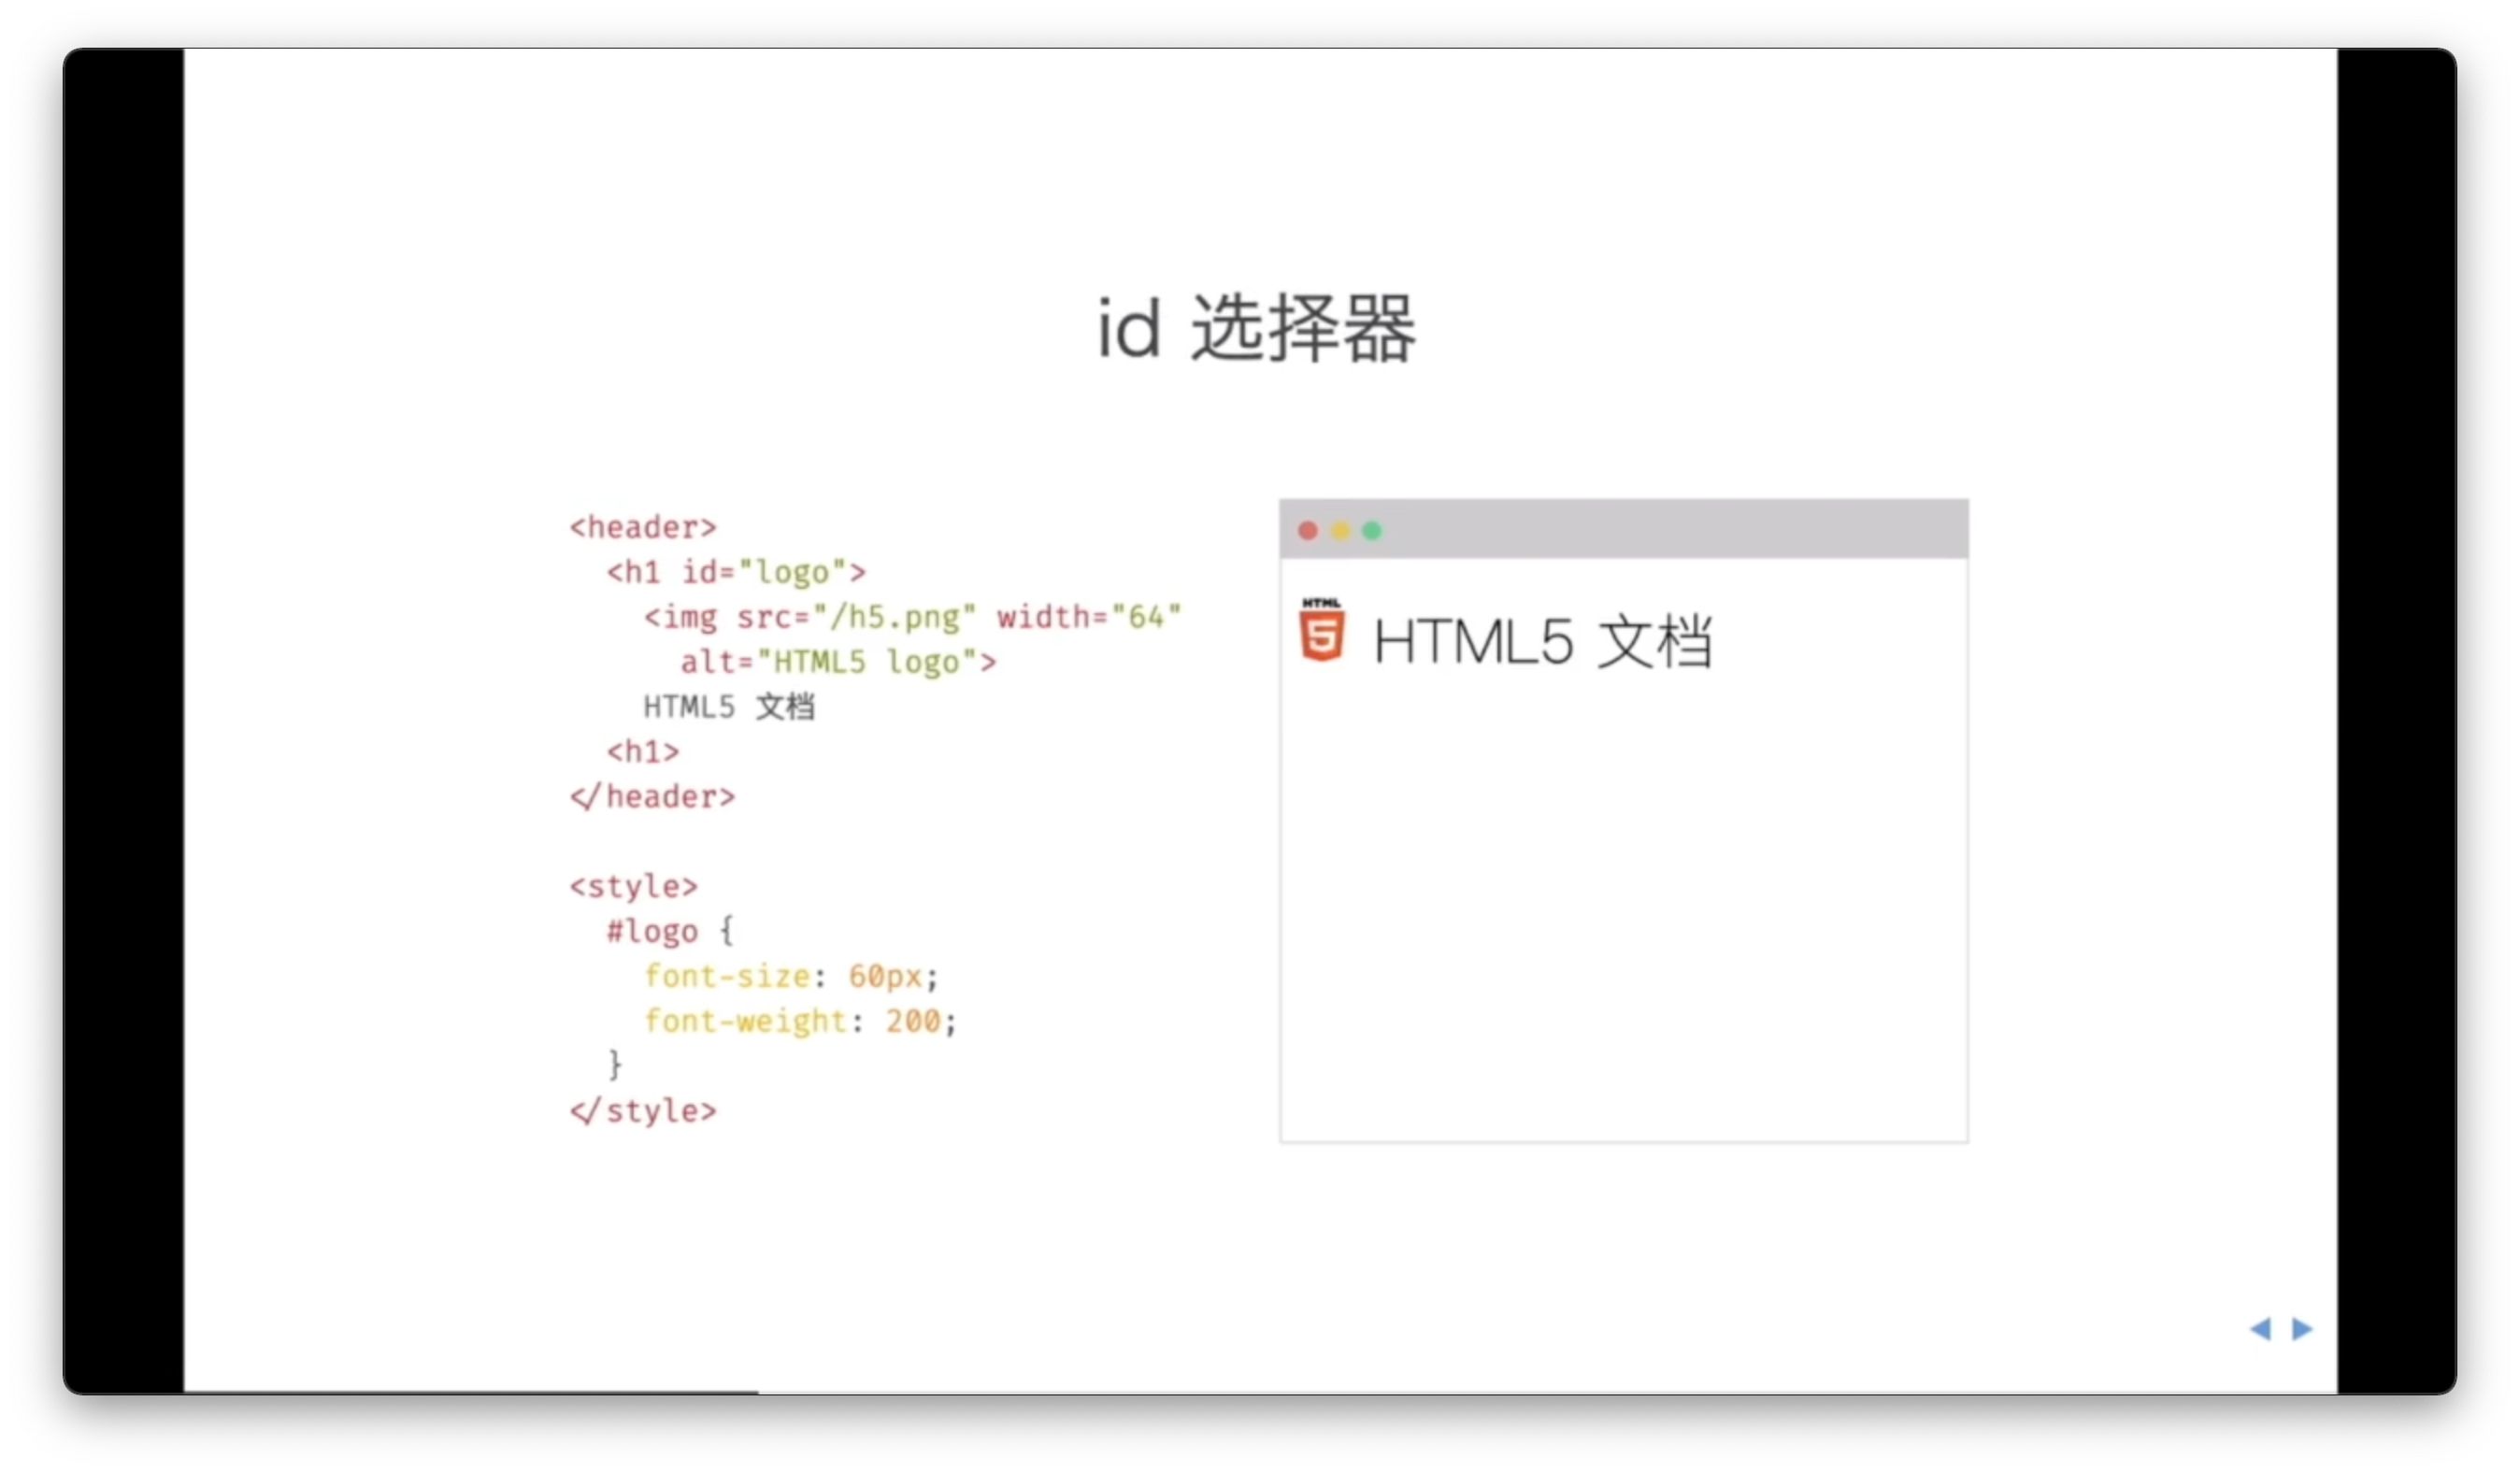 id 选择器
<header>
<h1 id="logo">
<img src="/h5.png" width="64"
alt="HTML5 logo">
HTML5 文档
<h1>
</header>
<style>
#logo {
font-size: 60px;
font-weight: 200;
}
</style>
HTML
5
HTML5 文档